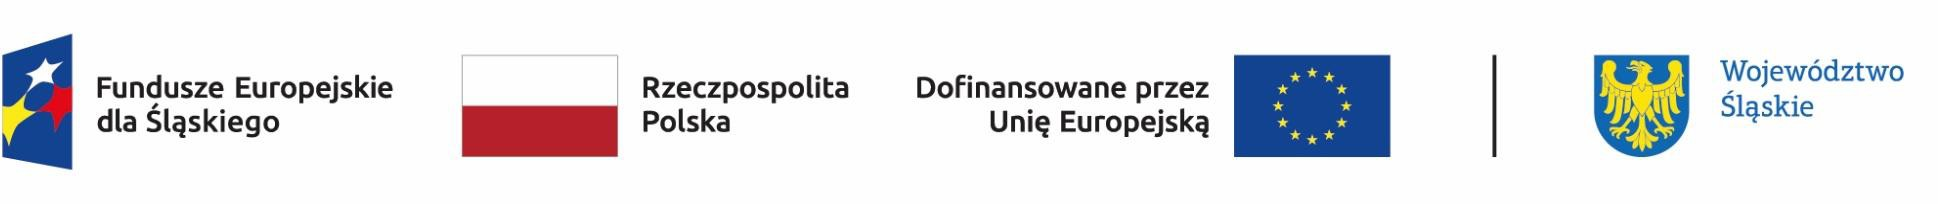 Fundusze Europejskie
dla Śląskiego
Rzeczpospolita
Polska
Dofinansowane przez
Unię Europejską
Województwo
Śląskie